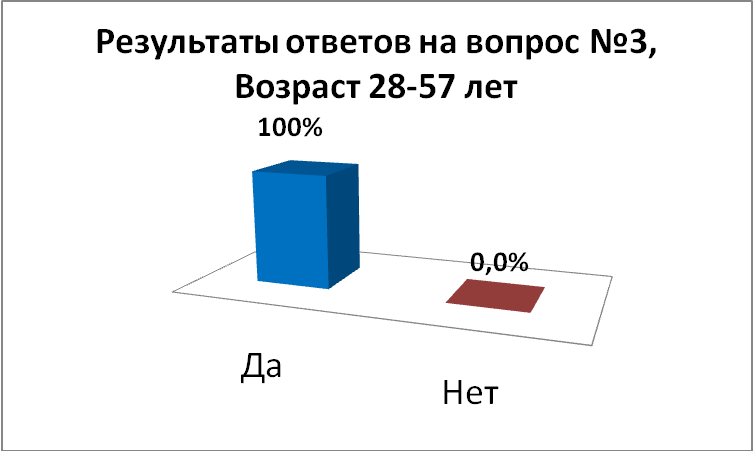 Результаты ответов на вопрос №3,
Возраст 28-57 лет
100%
0,0%
Да
Нет